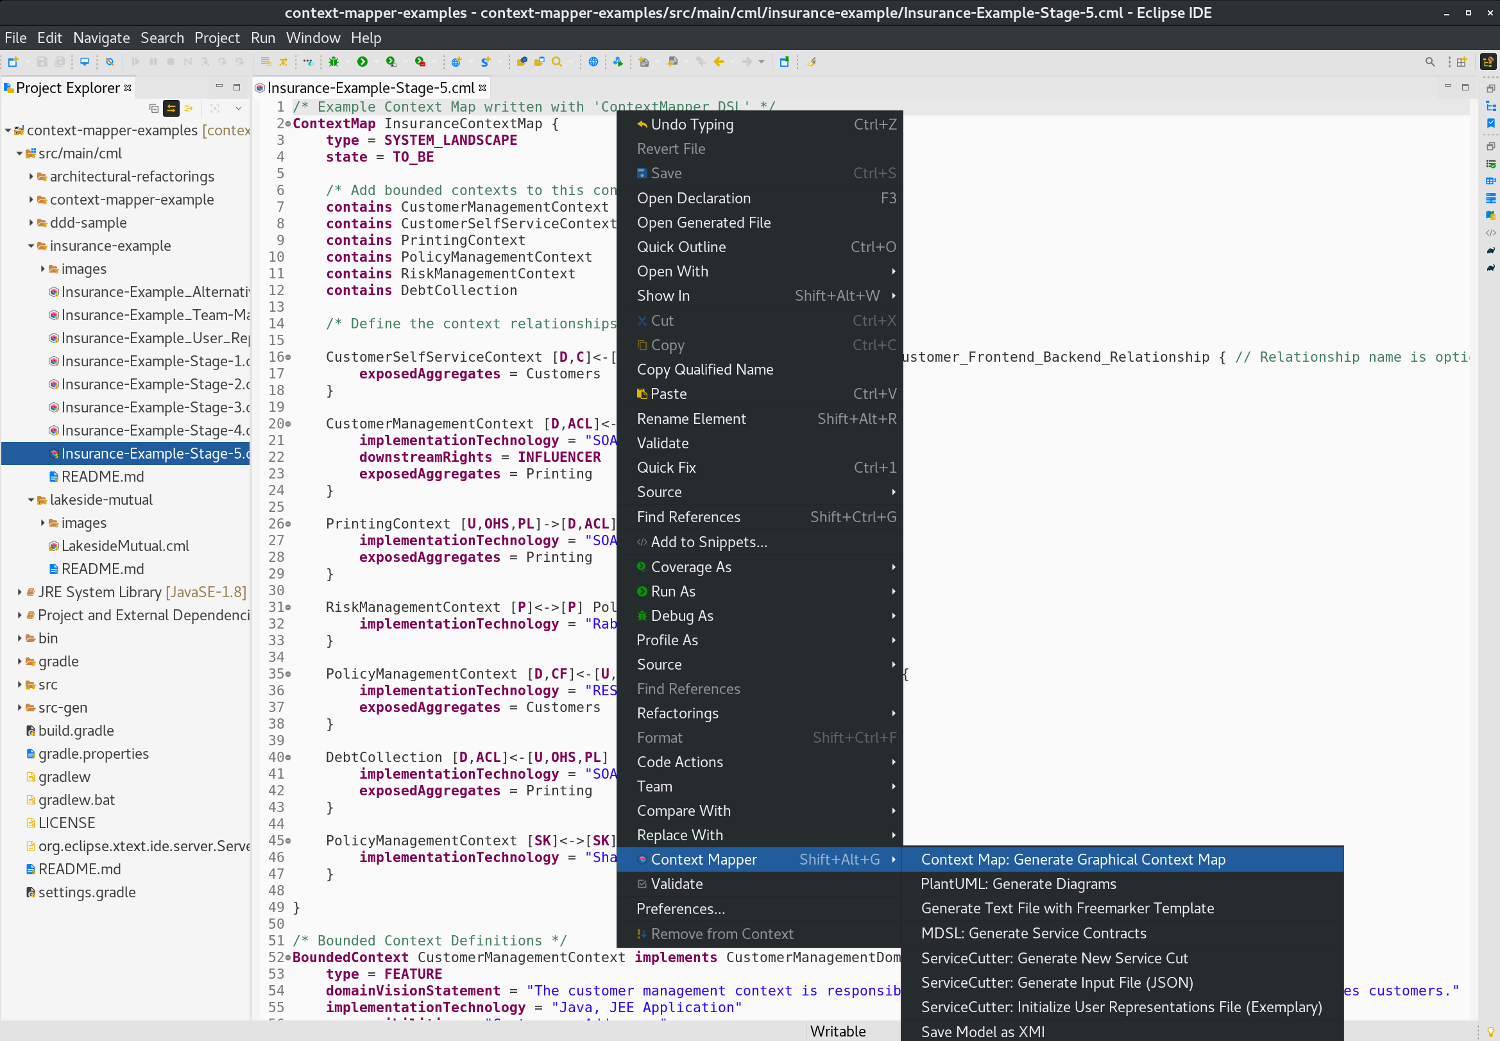 context-mapper-examples - context-mapper-examples/src/main/cml/insurance-example/Insurance-Example-Stage-5.cml - Eclipse IDE
File Edit Navigate Search Project Run Window Help
Project Explorer
context-mapper-examples [contex
src/main/cml
architectural-refactorings
context-mapper-example
ddd-sample
insurance-example
images
Insurance-Example_Alternati
Insurance-Example_Team-Ma
Insurance-Example_User_Rep
Insurance-Example-Stage-1.c
Insurance-Example-Stage-2.c
Insurance-Example-Stage-3.c
Insurance-Example-Stage-4.c
Insurance-Example-Stage-5.c
README.md
lakeside-mutual
images
LakesideMutual.cml
README.md
JRE System Library [JavaSE-1.8]
Project and External Dependenci
bin
gradle
src
src-gen
build.gradle
gradle.properties
gradlew
gradlew.bat
LICENSE
org.eclipse.xtext.ide.server.Serve
README.md
settings.gradle
Insurance-Example-Stage-5.cml
1 /* Example Context Map written with 'ContextMapper DSL' */
2 ContextMap InsuranceContextMap {
3 type = SYSTEM_LANDSCAPE
4 state = TO_BE
5
6 /* Add bounded contexts to this con
7 contains CustomerManagementContext
8 contains CustomerSelfServiceContext
9 contains PrintingContext
10 contains PolicyManagementContext
11 contains RiskManagementContext
12 contains DebtCollection
13
14 /* Define the context relationships
15
16 CustomerSelfServiceContext [D,C]<-[ ustomer_Frontend_Backend_Relationship { // Relationship name is opti
17 exposedAggregates = Customers
18 }
19
20 CustomerManagementContext [D,ACL]<-
21 implementationTechnology = "SOA
22 downstreamRights = INFLUENCER
23 exposedAggregates = Printing
24 }
25
26 PrintingContext [U,OHS,PL]->[D,ACL]
27 implementationTechnology = "SOA
28 exposedAggregates = Printing
29 }
30
31 RiskManagementContext [P]<->[P] Pol
32 implementationTechnology = "Rab
33 }
34
35 PolicyManagementContext [D,CF]<-[U, {
36 implementationTechnology = "RES
37 exposedAggregates = Customers
38 }
39
40 DebtCollection [D,ACL]<-[U,OHS,PL]
41 implementationTechnology = "SOA
42 exposedAggregates = Printing
43 }
44
45 PolicyManagementContext [SK]<->[SK]
46 implementationTechnology = "Sha
47 }
48
49 }
50
51 /* Bounded Context Definitions */
52 BoundedContext CustomerManagementContext implements CustomerManagementDom
53 type = FEATURE
54 domainVisionStatement = "The customer management context is responsib es customers."
55 implementationTechnology = "Java, JEE Application"
Undo Typing Ctrl+Z
Revert File
Save Ctrl+S
Open Declaration F3
Open Generated File
Quick Outline Ctrl+O
Open With
Show In Shift+Alt+W
Cut Ctrl+X
Copy Ctrl+C
Copy Qualified Name
Paste Ctrl+V
Rename Element Shift+Alt+R
Validate
Quick Fix Ctrl+1
Source
Find References Shift+Ctrl+G
Add to Snippets...
Coverage As
Run As
Debug As
Profile As
Source
Find References
Refactorings
Format Shift+Ctrl+F
Code Actions
Team
Compare With
Replace With
Context Mapper Shift+Alt+G
Validate
Preferences...
Remove from Context
Context Map: Generate Graphical Context Map
PlantUML: Generate Diagrams
Generate Text File with Freemarker Template
MDSL: Generate Service Contracts
ServiceCutter: Generate New Service Cut
ServiceCutter: Generate Input File (JSON)
ServiceCutter: Initialize User Representations File (Exemplary)
Save Model as XMI
Writable